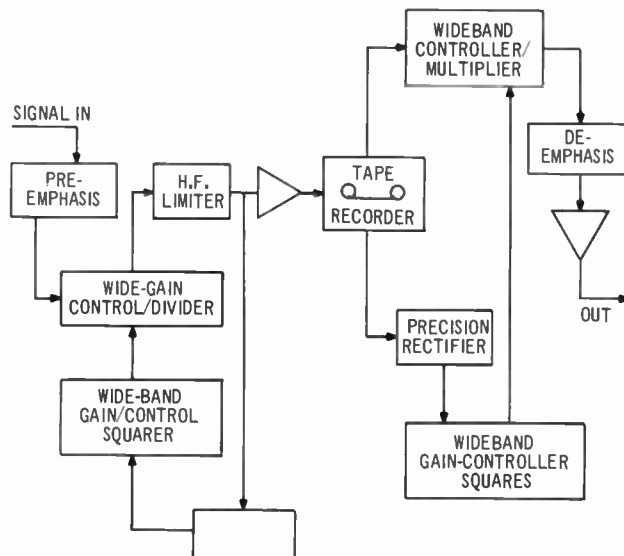 SIGNAL IN
PRE-
EMPHASIS
H.F.
LIMITER
WIDE-GAIN
CONTROL/DIVIDER
WIDE-BAND
GAIN/CONTROL
SQUARER
TAPE
RECORDER
WIDEBAND
CONTROLLER/
MULTIPLIER
DE-
EMPHASIS
OUT
PRECISION
RECTIFIER
WIDEBAND
GAIN-CONTROLLER
SQUARES